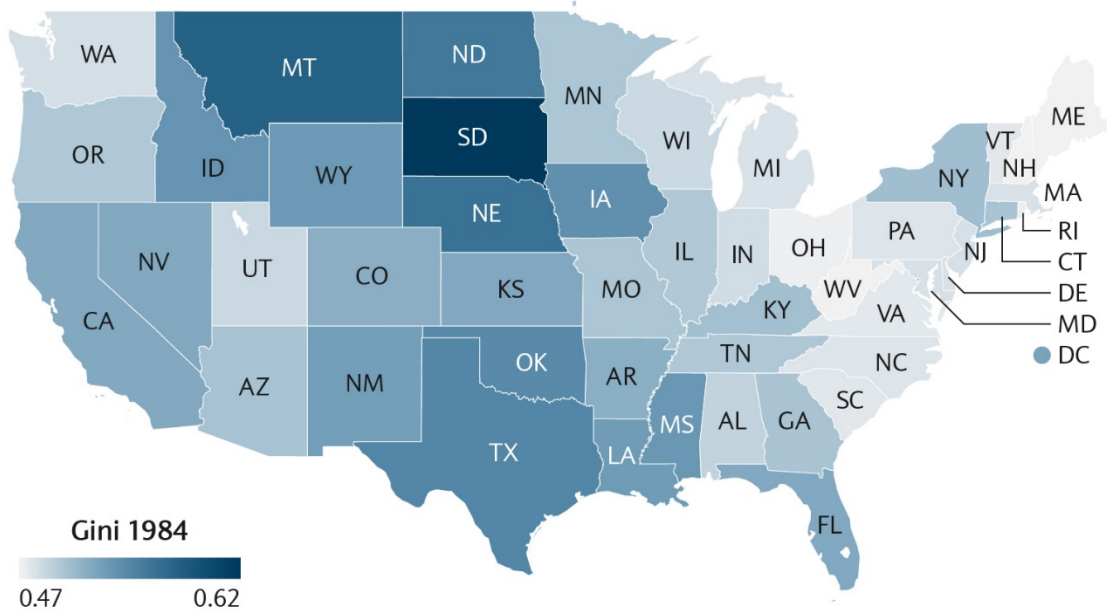 WA
MT
ND
MN
ME
OR
ID
SD
WI
VT
NH
WY
MI
NY
MA
NE
IA
RI
PA
NJ
CT
NV
UT
CO
KS
MO
IL
IN
OH
WV
DE
CA
KY
VA
MD
DC
AZ
NM
OK
AR
TN
NC
SC
TX
LA
MS
AL
GA
FL
Gini 1984
0.47 0.62